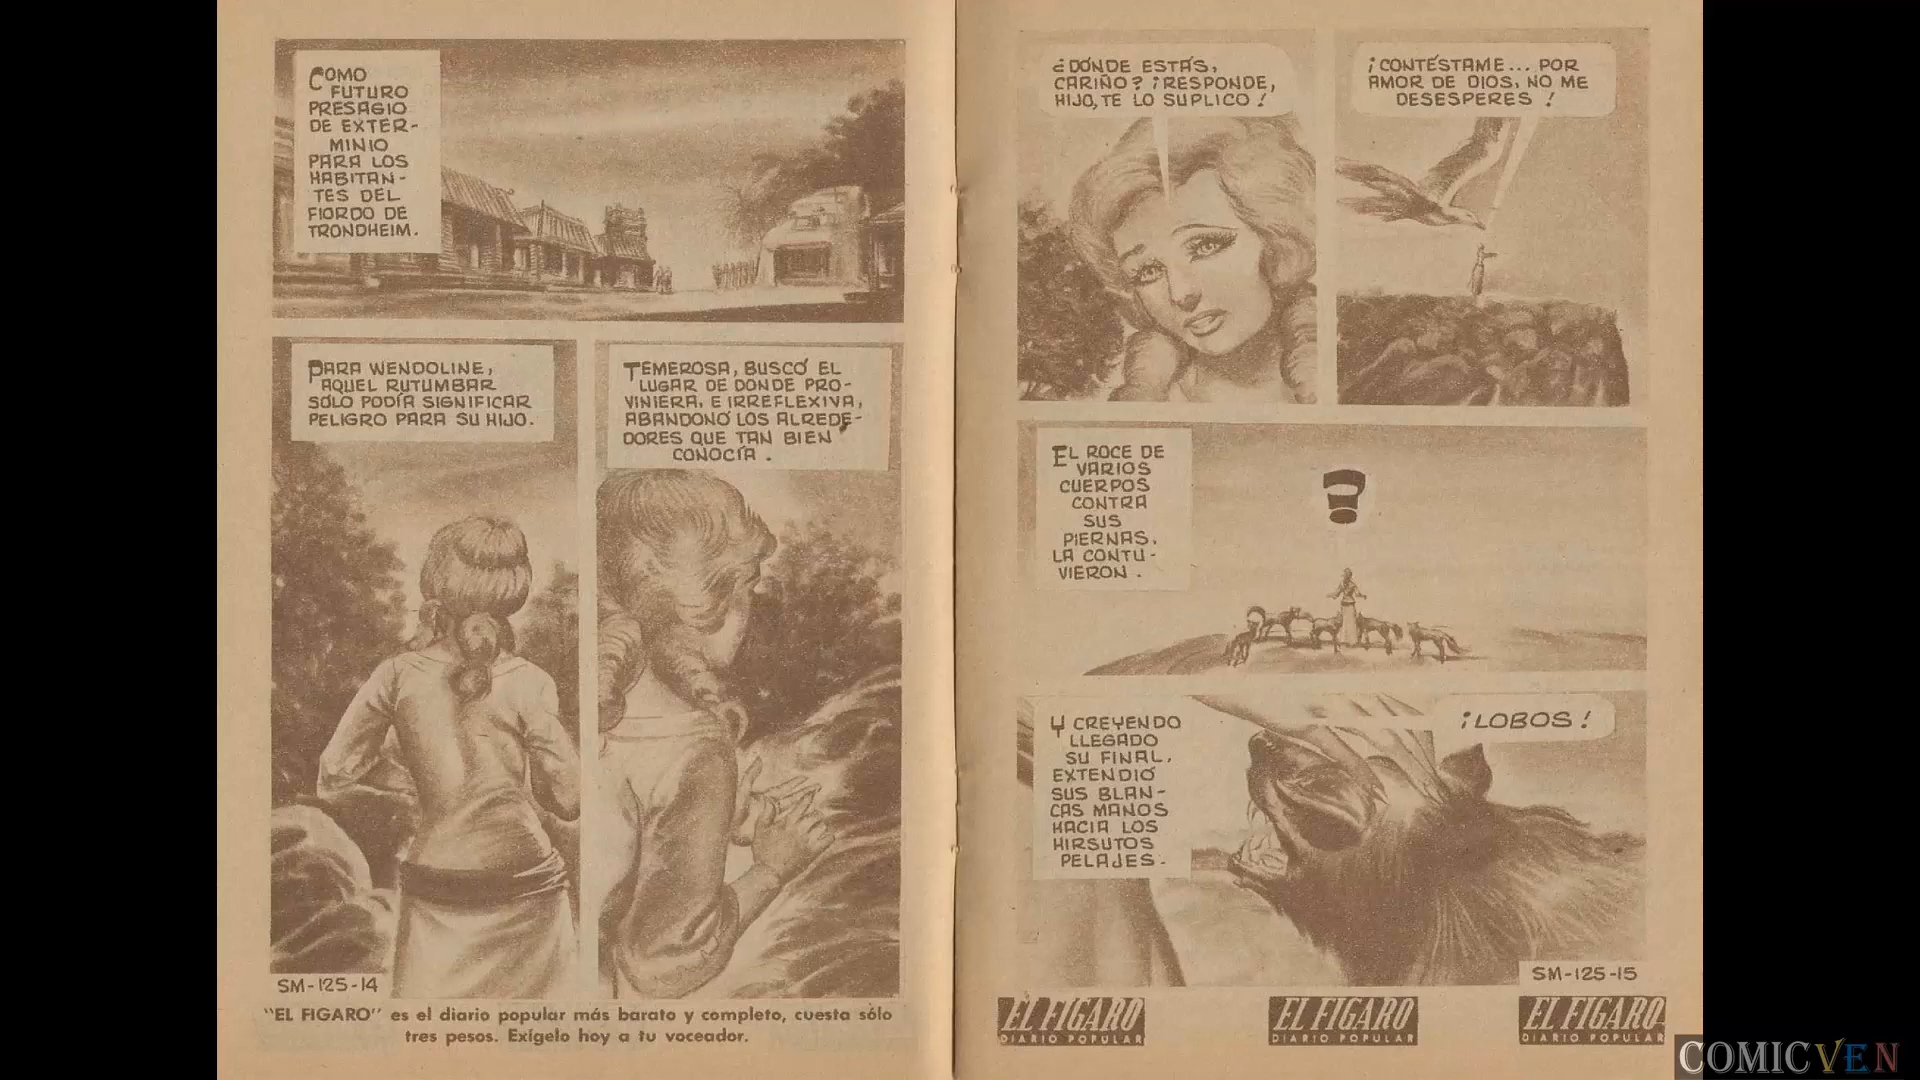 COMO
FUTURO
PRESAGIO
DE EXTER-
MINIO
PARA LOS
HABITAN-
TES DEL
FIORDO DE
TRONDHEIM.
PARA WENDOLINE,
AQUEL RUTUMBAR
SÓLO PODÍA SIGNIFICAR
PELIGRO PARA SU HIJO.
TEMEROSA, BUSCÓ EL
LUGAR DE DONDE PRO-
VINIERA, E IRREFLEXIVA,
ABANDONÓ LOS ALREDE-
DORES QUE TAN BIEN
CONOCÍA.
SM-125-14
"EL FIGARO" es el diario popular más barato y completo, cuesta sólo
tres pesos. Exígelo hoy a tu voceador.
¿DÓNDE ESTÁS,
CARIÑO? ¡RESPONDE,
HIJO, TE LO SUPLICO!
¡CONTÉSTAME... POR
AMOR DE DIOS, NO ME
DESESPERES!
EL ROCE DE
VARIOS
CUERPOS
CONTRA
SUS
PIERNAS,
LA CONTU-
VIERON.
?
Y CREYENDO
LLEGADO
SU FINAL,
EXTENDIÓ
SUS BLAN-
CAS MANOS
HACIA LOS
HIRSUTOS
PELAJES.
¡LOBOS!
SM-125-15
EL FIGARO
DIARIO POPULAR
EL FIGARO
DIARIO POPULAR
EL FIGARO
DIARIO POPULAR
COMICVEN